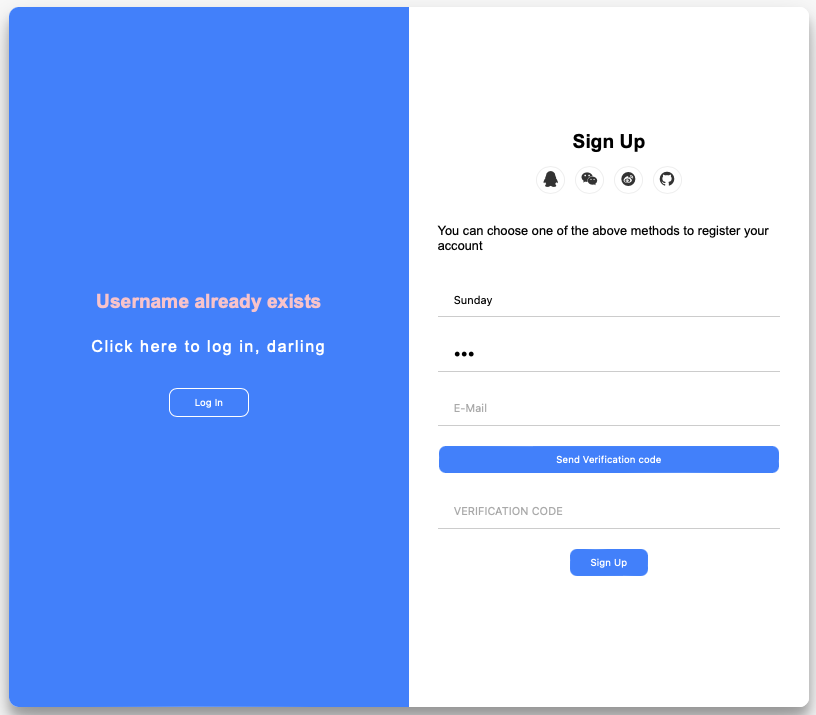 Username already exists
Click here to log in, darling
Log In
Sign Up
You can choose one of the above methods to register your
account
Sunday
•••
E-Mail
Send Verification code
VERIFICATION CODE
Sign Up